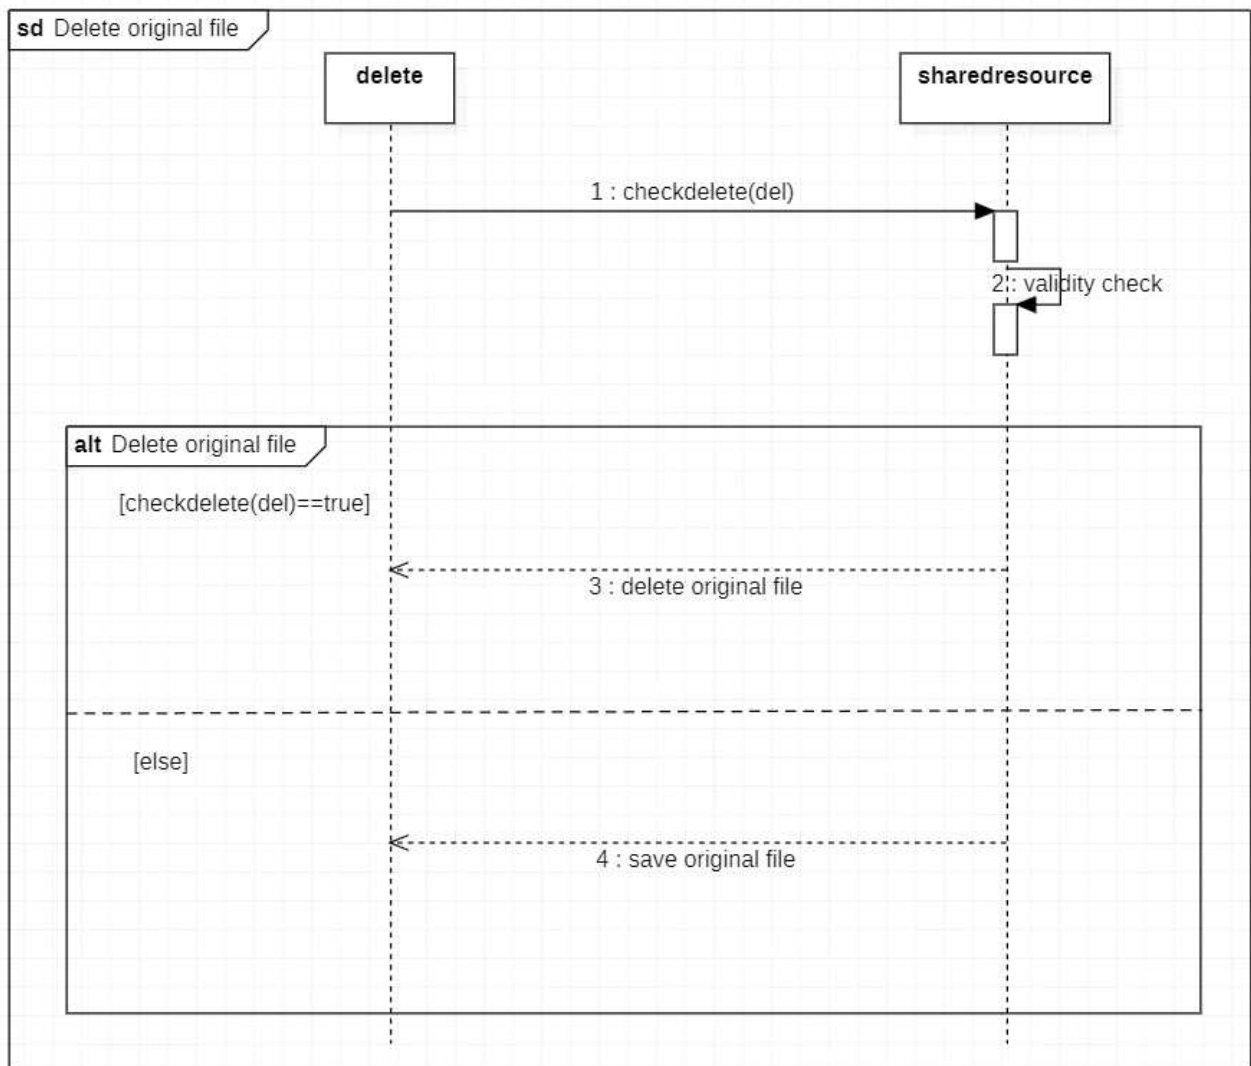 sd Delete original file
delete
sharedresource
1 : checkdelete(del)
2 : validity check
alt Delete original file
[checkdelete(del)==true]
3 : delete original file
[else]
4 : save original file